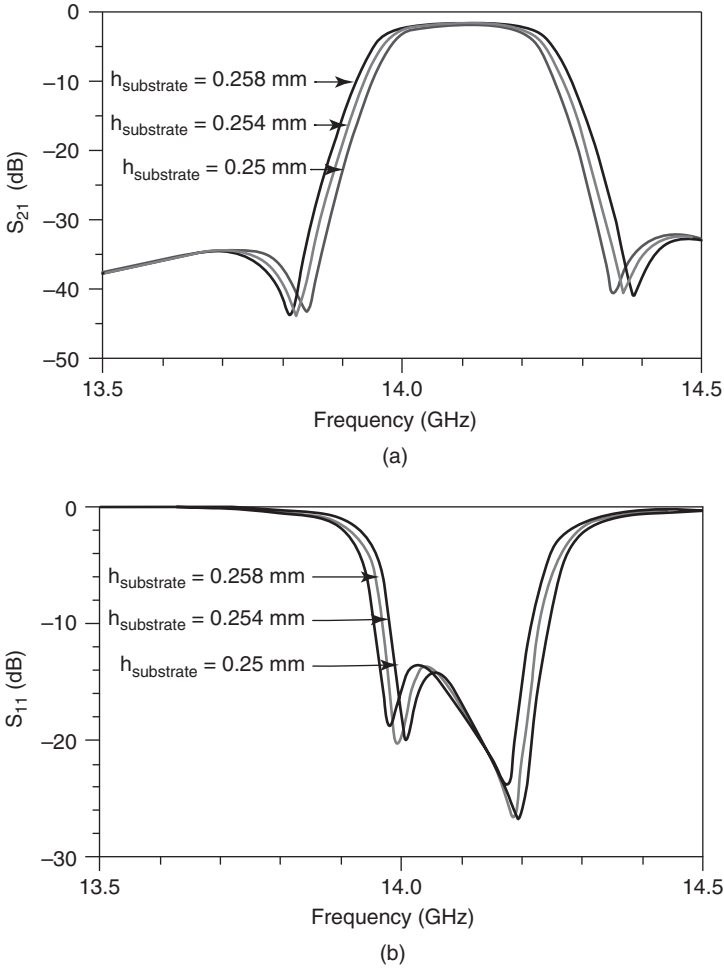 0
−10
−20
−30
−40
−50
S21 (dB)
hsubstrate = 0.258 mm
hsubstrate = 0.254 mm
hsubstrate = 0.25 mm
13.5
14.0
14.5
Frequency (GHz)
(a)
0
−10
−20
−30
S11 (dB)
hsubstrate = 0.258 mm
hsubstrate = 0.254 mm
hsubstrate = 0.25 mm
13.5
14.0
14.5
Frequency (GHz)
(b)